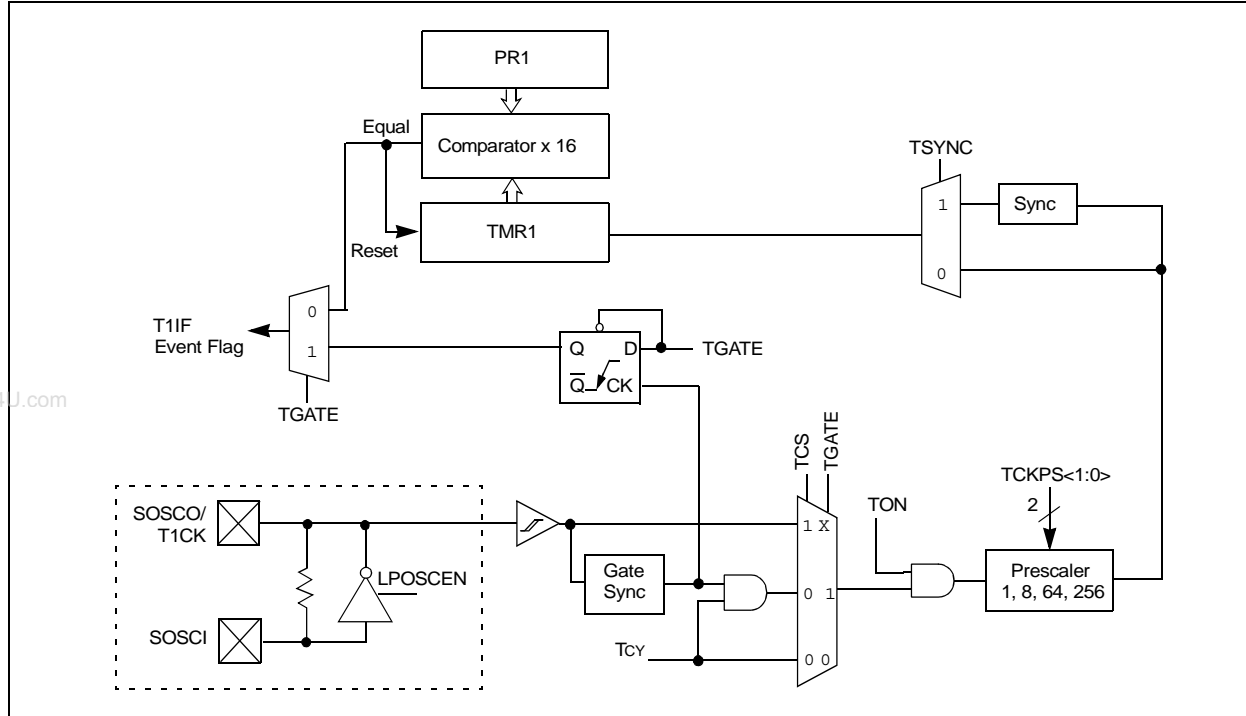 PR1
Equal
Comparator x 16
TSYNC
1
Sync
TMR1
Reset
0
0
T1IF
Event Flag
1
Q
D
TGATE
Q
CK
4U.com
TGATE
TCS
TGATE
TCKPS<1:0>
2
SOSCO/
T1CK
TON
1 X
LPOSCEN
Gate
Sync
Prescaler
1, 8, 64, 256
0 1
SOSCI
TCY
0 0